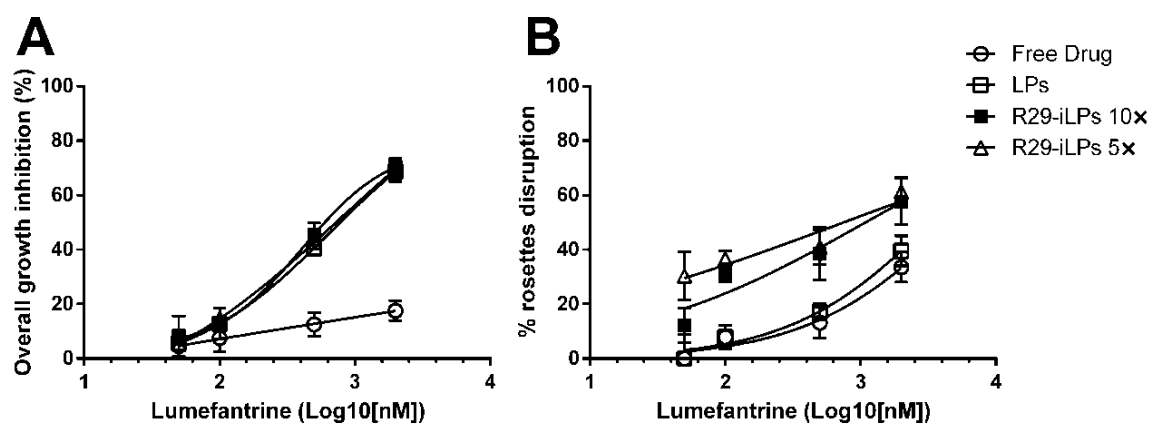 A
Overall growth inhibition (%)
100
80
60
40
20
0
1
2
3
4
Lumefantrine (Log10[nM])
B
% rosettes disruption
100
80
60
40
20
0
1
2
3
4
Lumefantrine (Log10[nM])
Free Drug
LPs
R29-iLPs 10×
R29-iLPs 5×